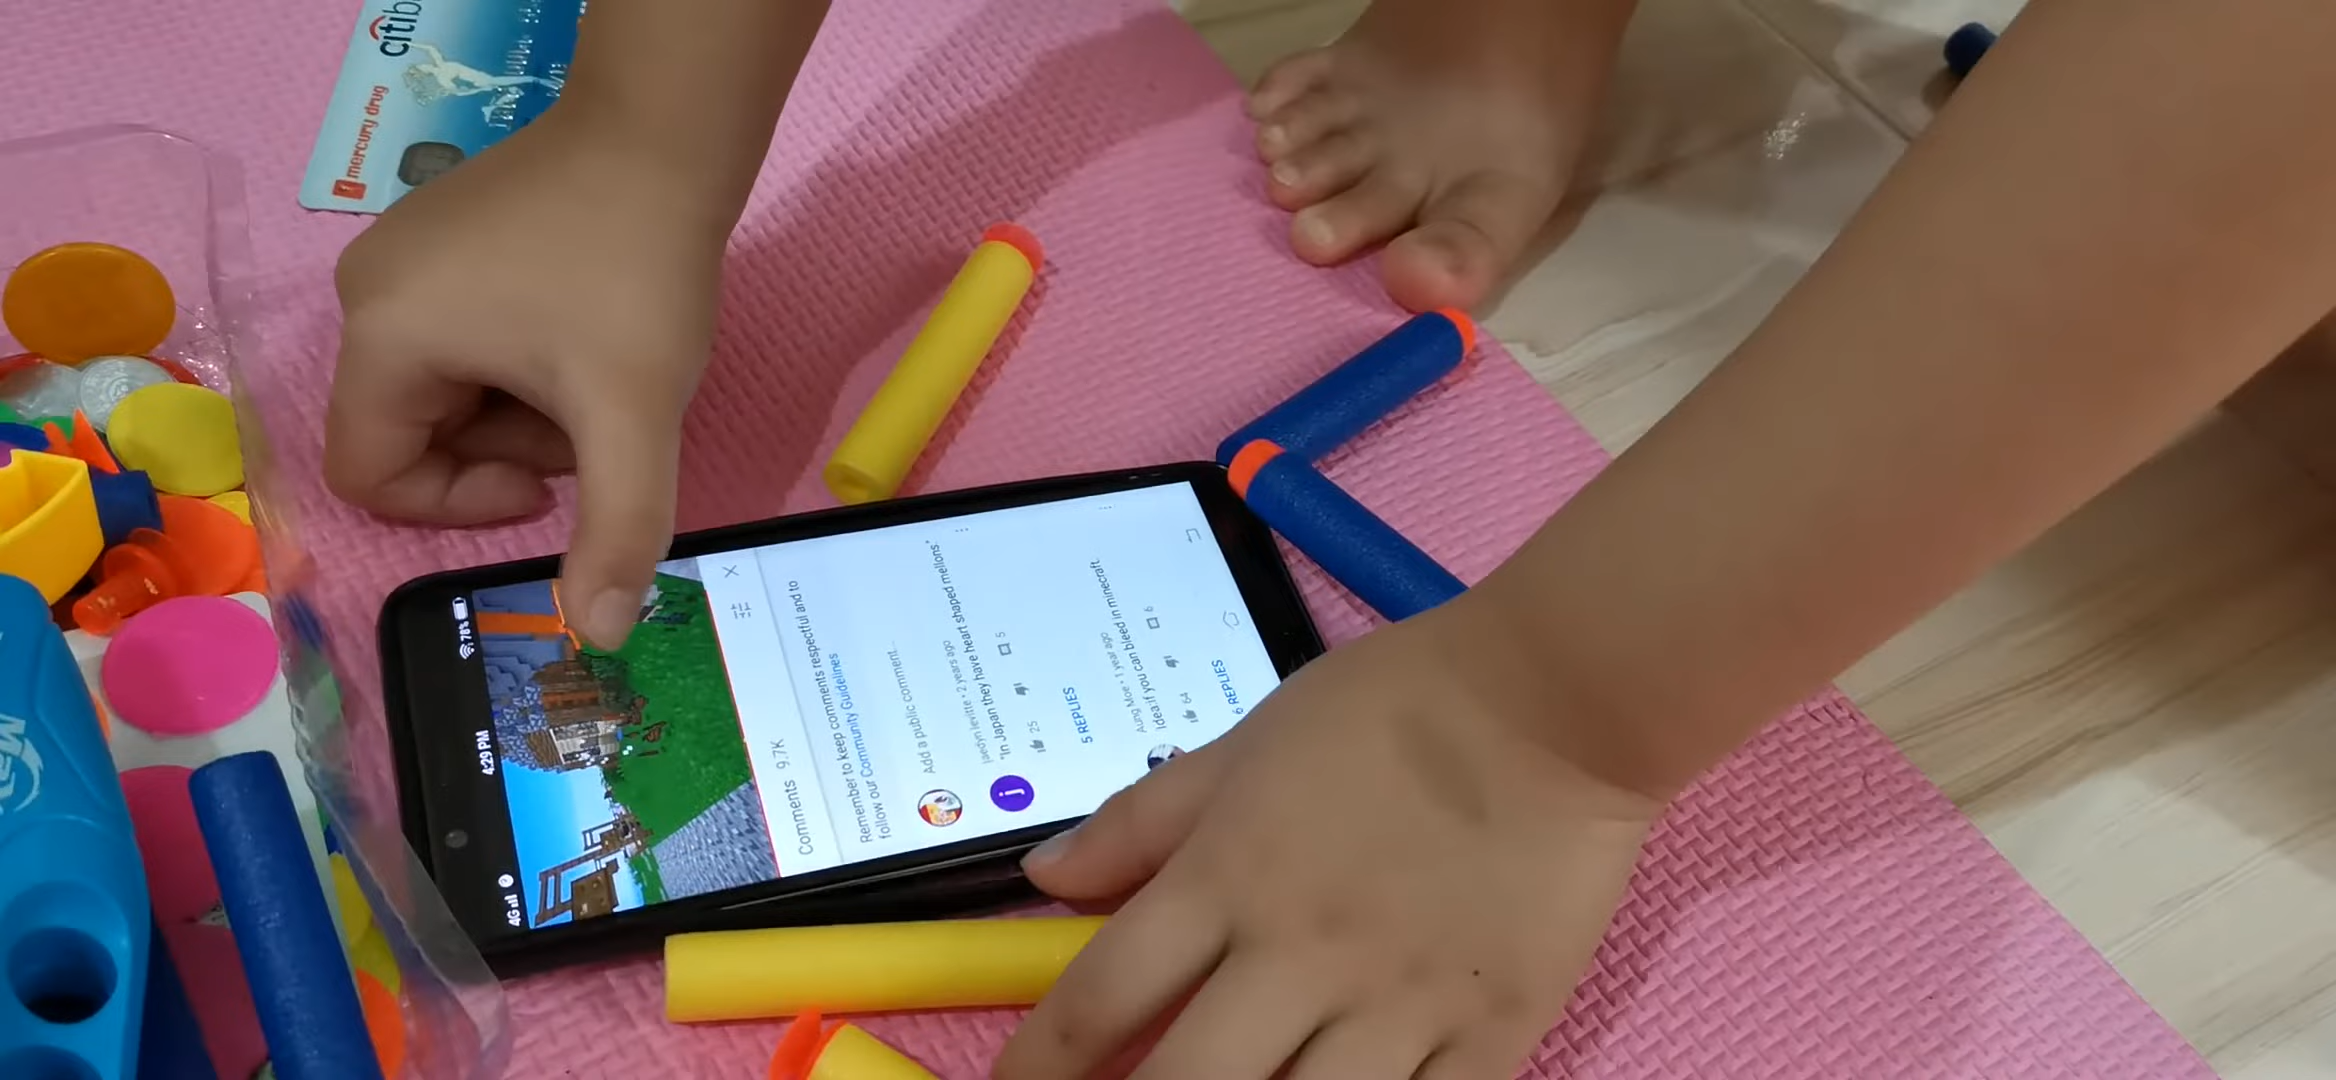 citib
mercury drug
4G
78%
4:29 PM
Comments 9.7K
Remember to keep comments respectful and to
follow our Community Guidelines
Add a public comment...
jaedyn levitte • 2 years ago
"In Japan they have heart shaped mellons."
25
5
5 REPLIES
Aung Moe • 1 year ago
Idea:if you can bleed in minecraft.
64
6
6 REPLIES